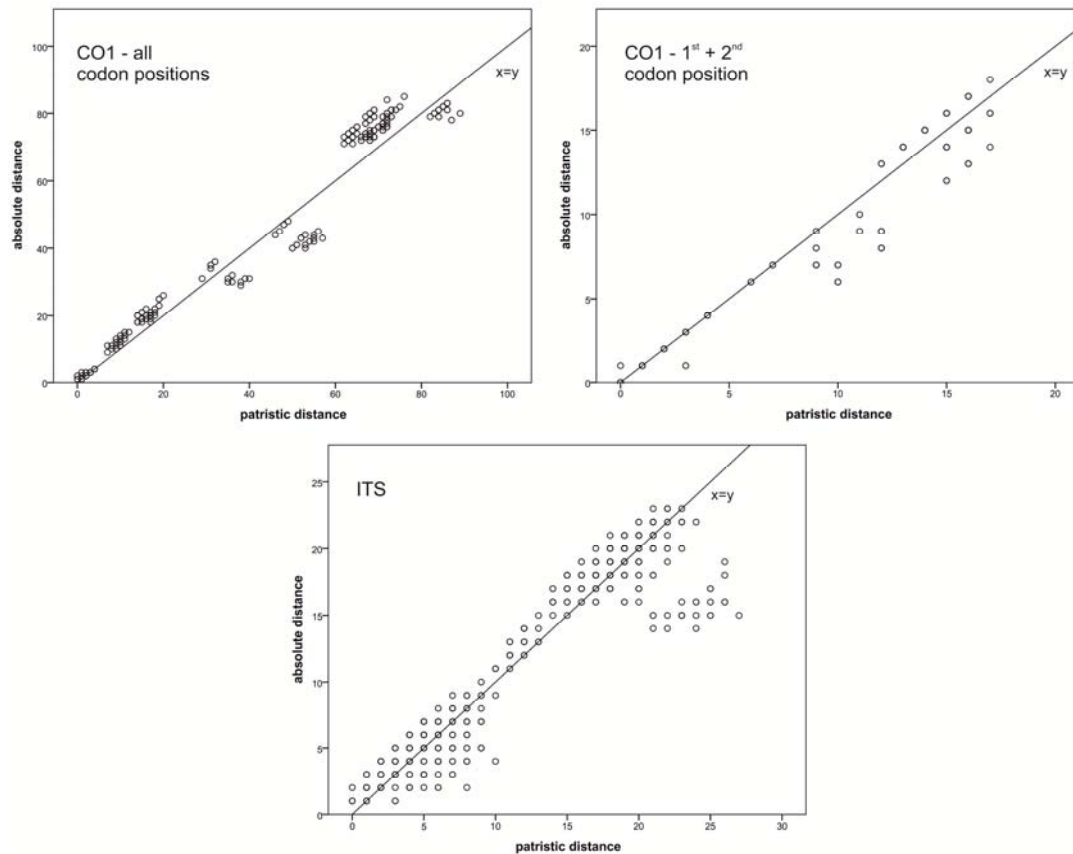 CO1 - all
codon positions
x=y
100
80
60
40
20
0
absolute distance
0 20 40 60 80 100
patristic distance
CO1 - 1st + 2nd
codon position
x=y
20
15
10
5
0
absolute distance
0 5 10 15 20
patristic distance
ITS
x=y
25
20
15
10
5
0
absolute distance
0 5 10 15 20 25 30
patristic distance